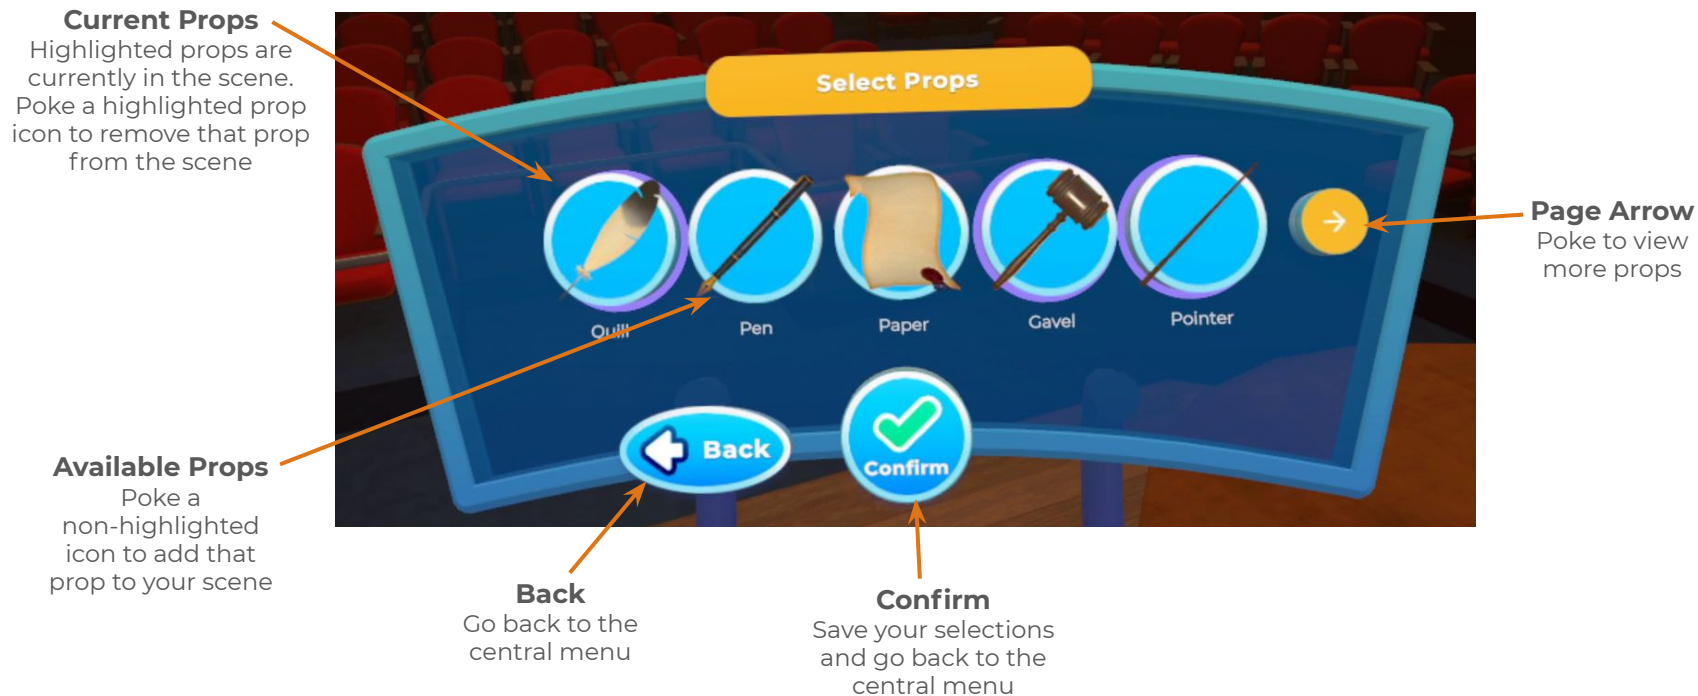 Current Props
Highlighted props are
currently in the scene.
Poke a highlighted prop
icon to remove that prop
from the scene
Select Props
Quill
Pen
Paper
Gavel
Pointer
Page Arrow
Poke to view
more props
Back
Confirm
Available Props
Poke a
non-highlighted
icon to add that
prop to your scene
Back
Go back to the
central menu
Confirm
Save your selections
and go back to the
central menu